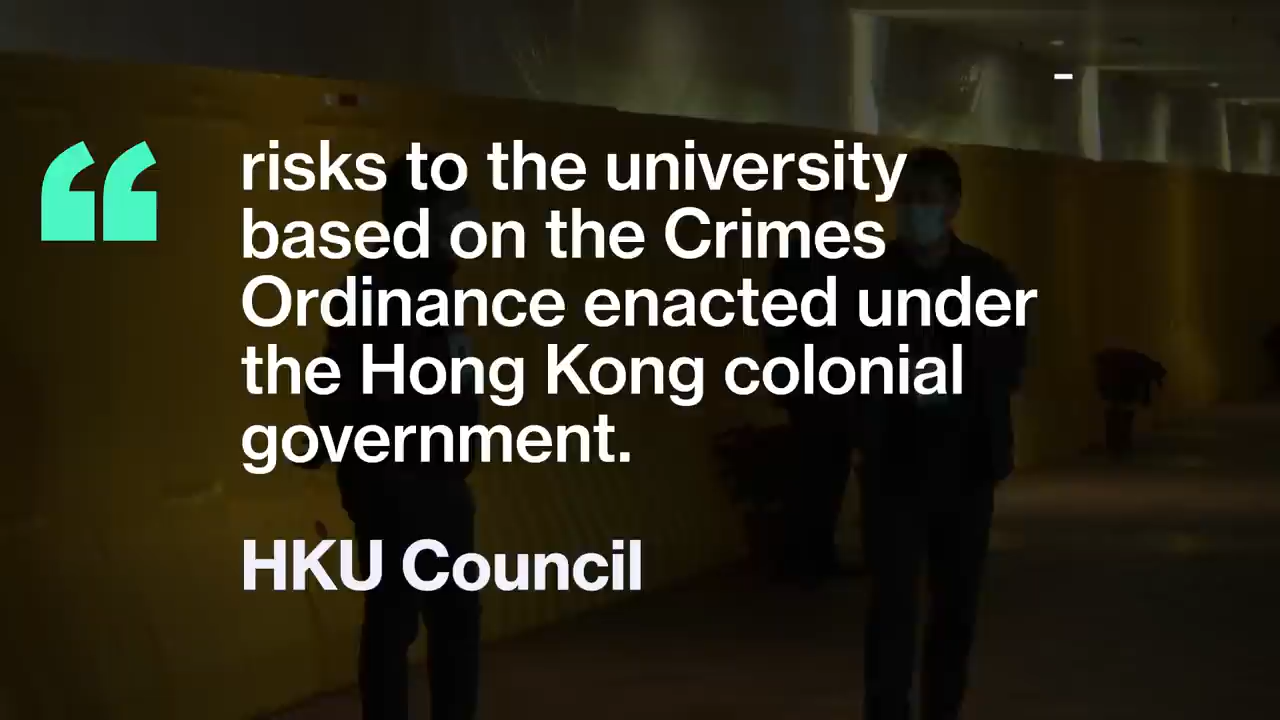 “
risks to the university
based on the Crimes
Ordinance enacted under
the Hong Kong colonial
government.
HKU Council